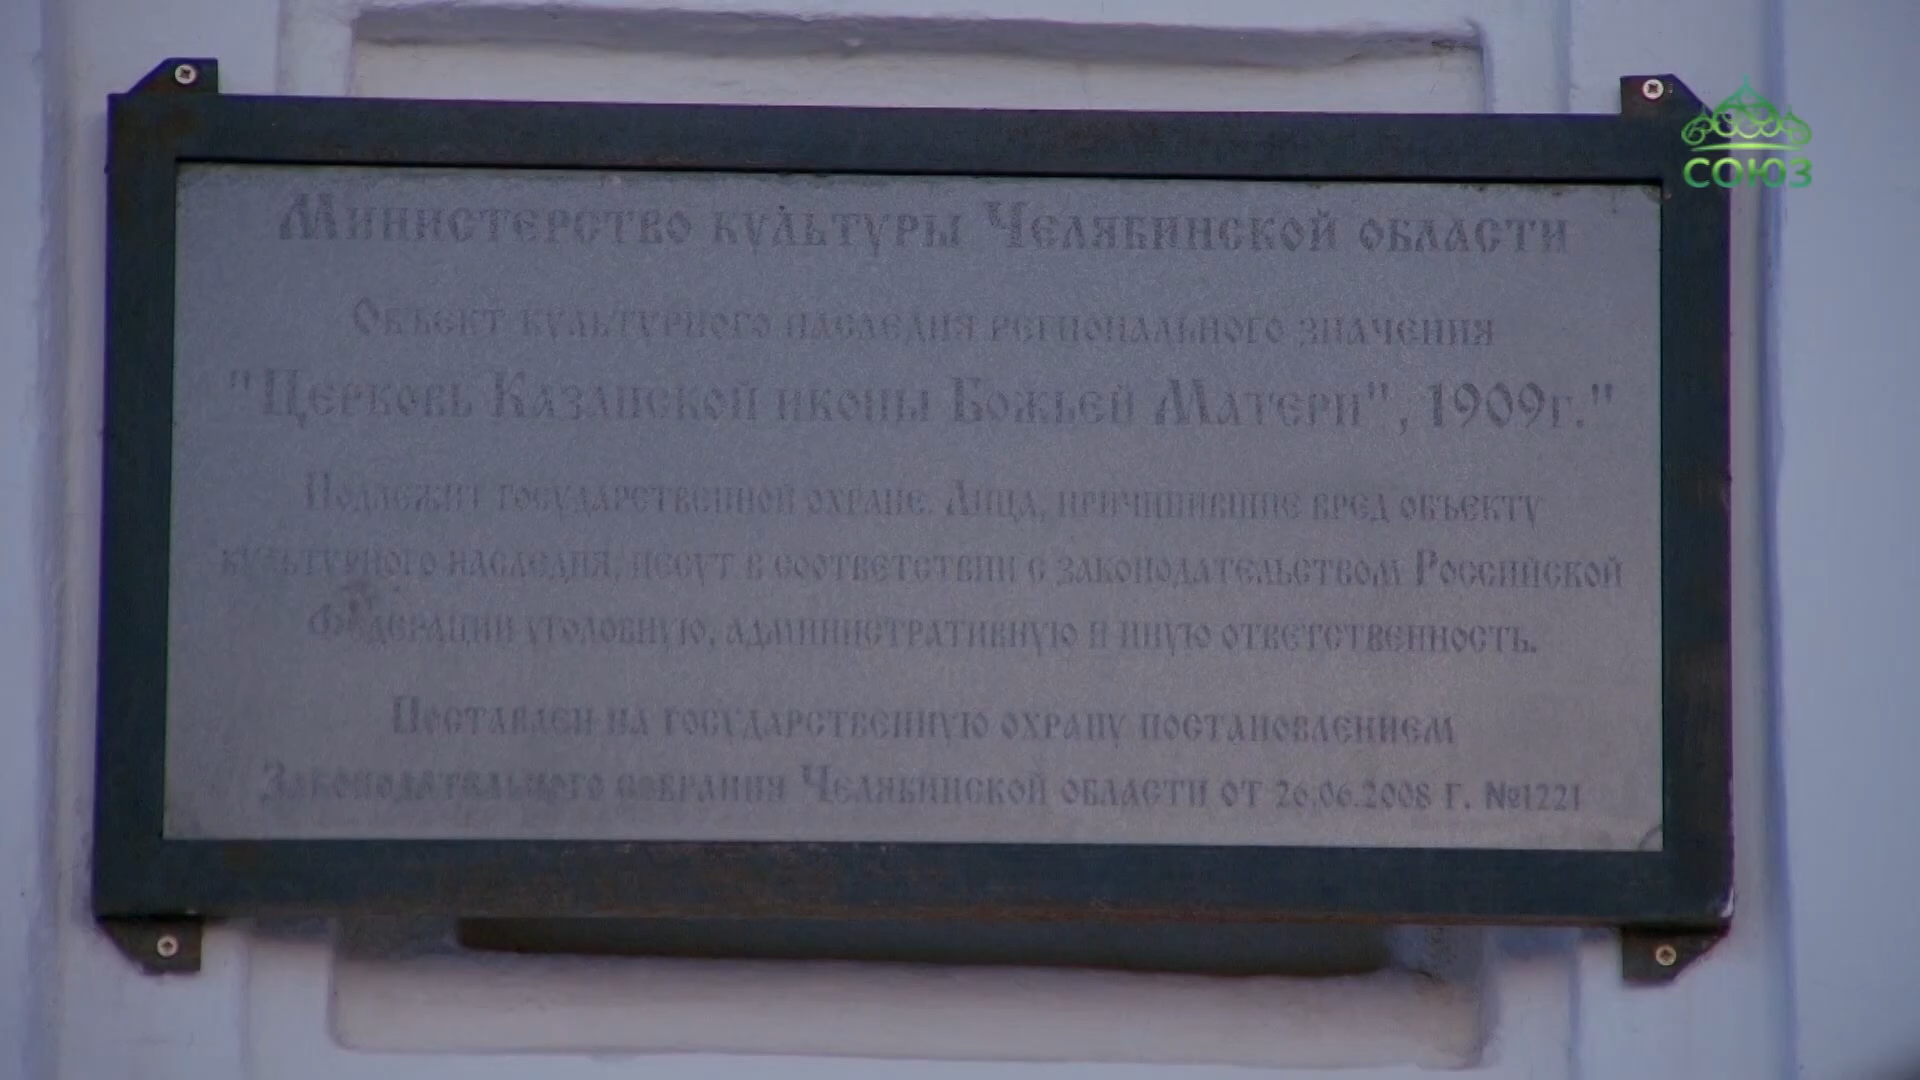 Министерство культуры Челябинской области
СОЮЗ
Объект культурного наследия регионального значения
"Церковь Казанской иконы Божьей Матери", 1909г."
Подлежит государственной охране. Лица, причинившие вред объекту
культурного наследия, несут в соответствии с законодательством Российской
Федерации уголовную, административную и иную ответственность.
Поставлен на государственную охрану постановлением
Законодательного собрания Челябинской области от 26.06.2008 г. №1221